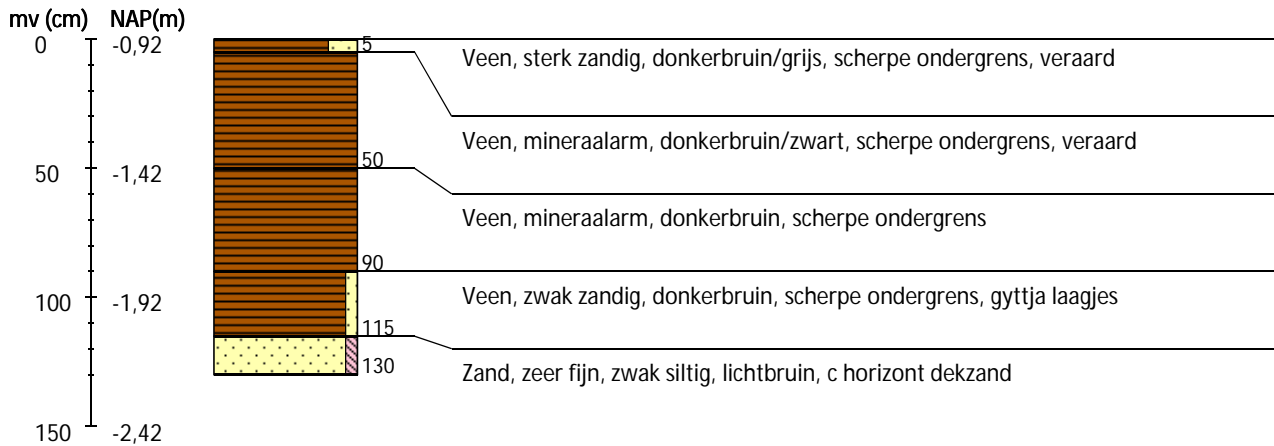 mv (cm) NAP(m)
0 -0,92
5
Veen, sterk zandig, donkerbruin/grijs, scherpe ondergrens, veraard
Veen, mineraalarm, donkerbruin/zwart, scherpe ondergrens, veraard
50
50 -1,42
Veen, mineraalarm, donkerbruin, scherpe ondergrens
90
100 -1,92
Veen, zwak zandig, donkerbruin, scherpe ondergrens, gyttja laagjes
115
130
Zand, zeer fijn, zwak siltig, lichtbruin, c horizont dekzand
150 -2,42